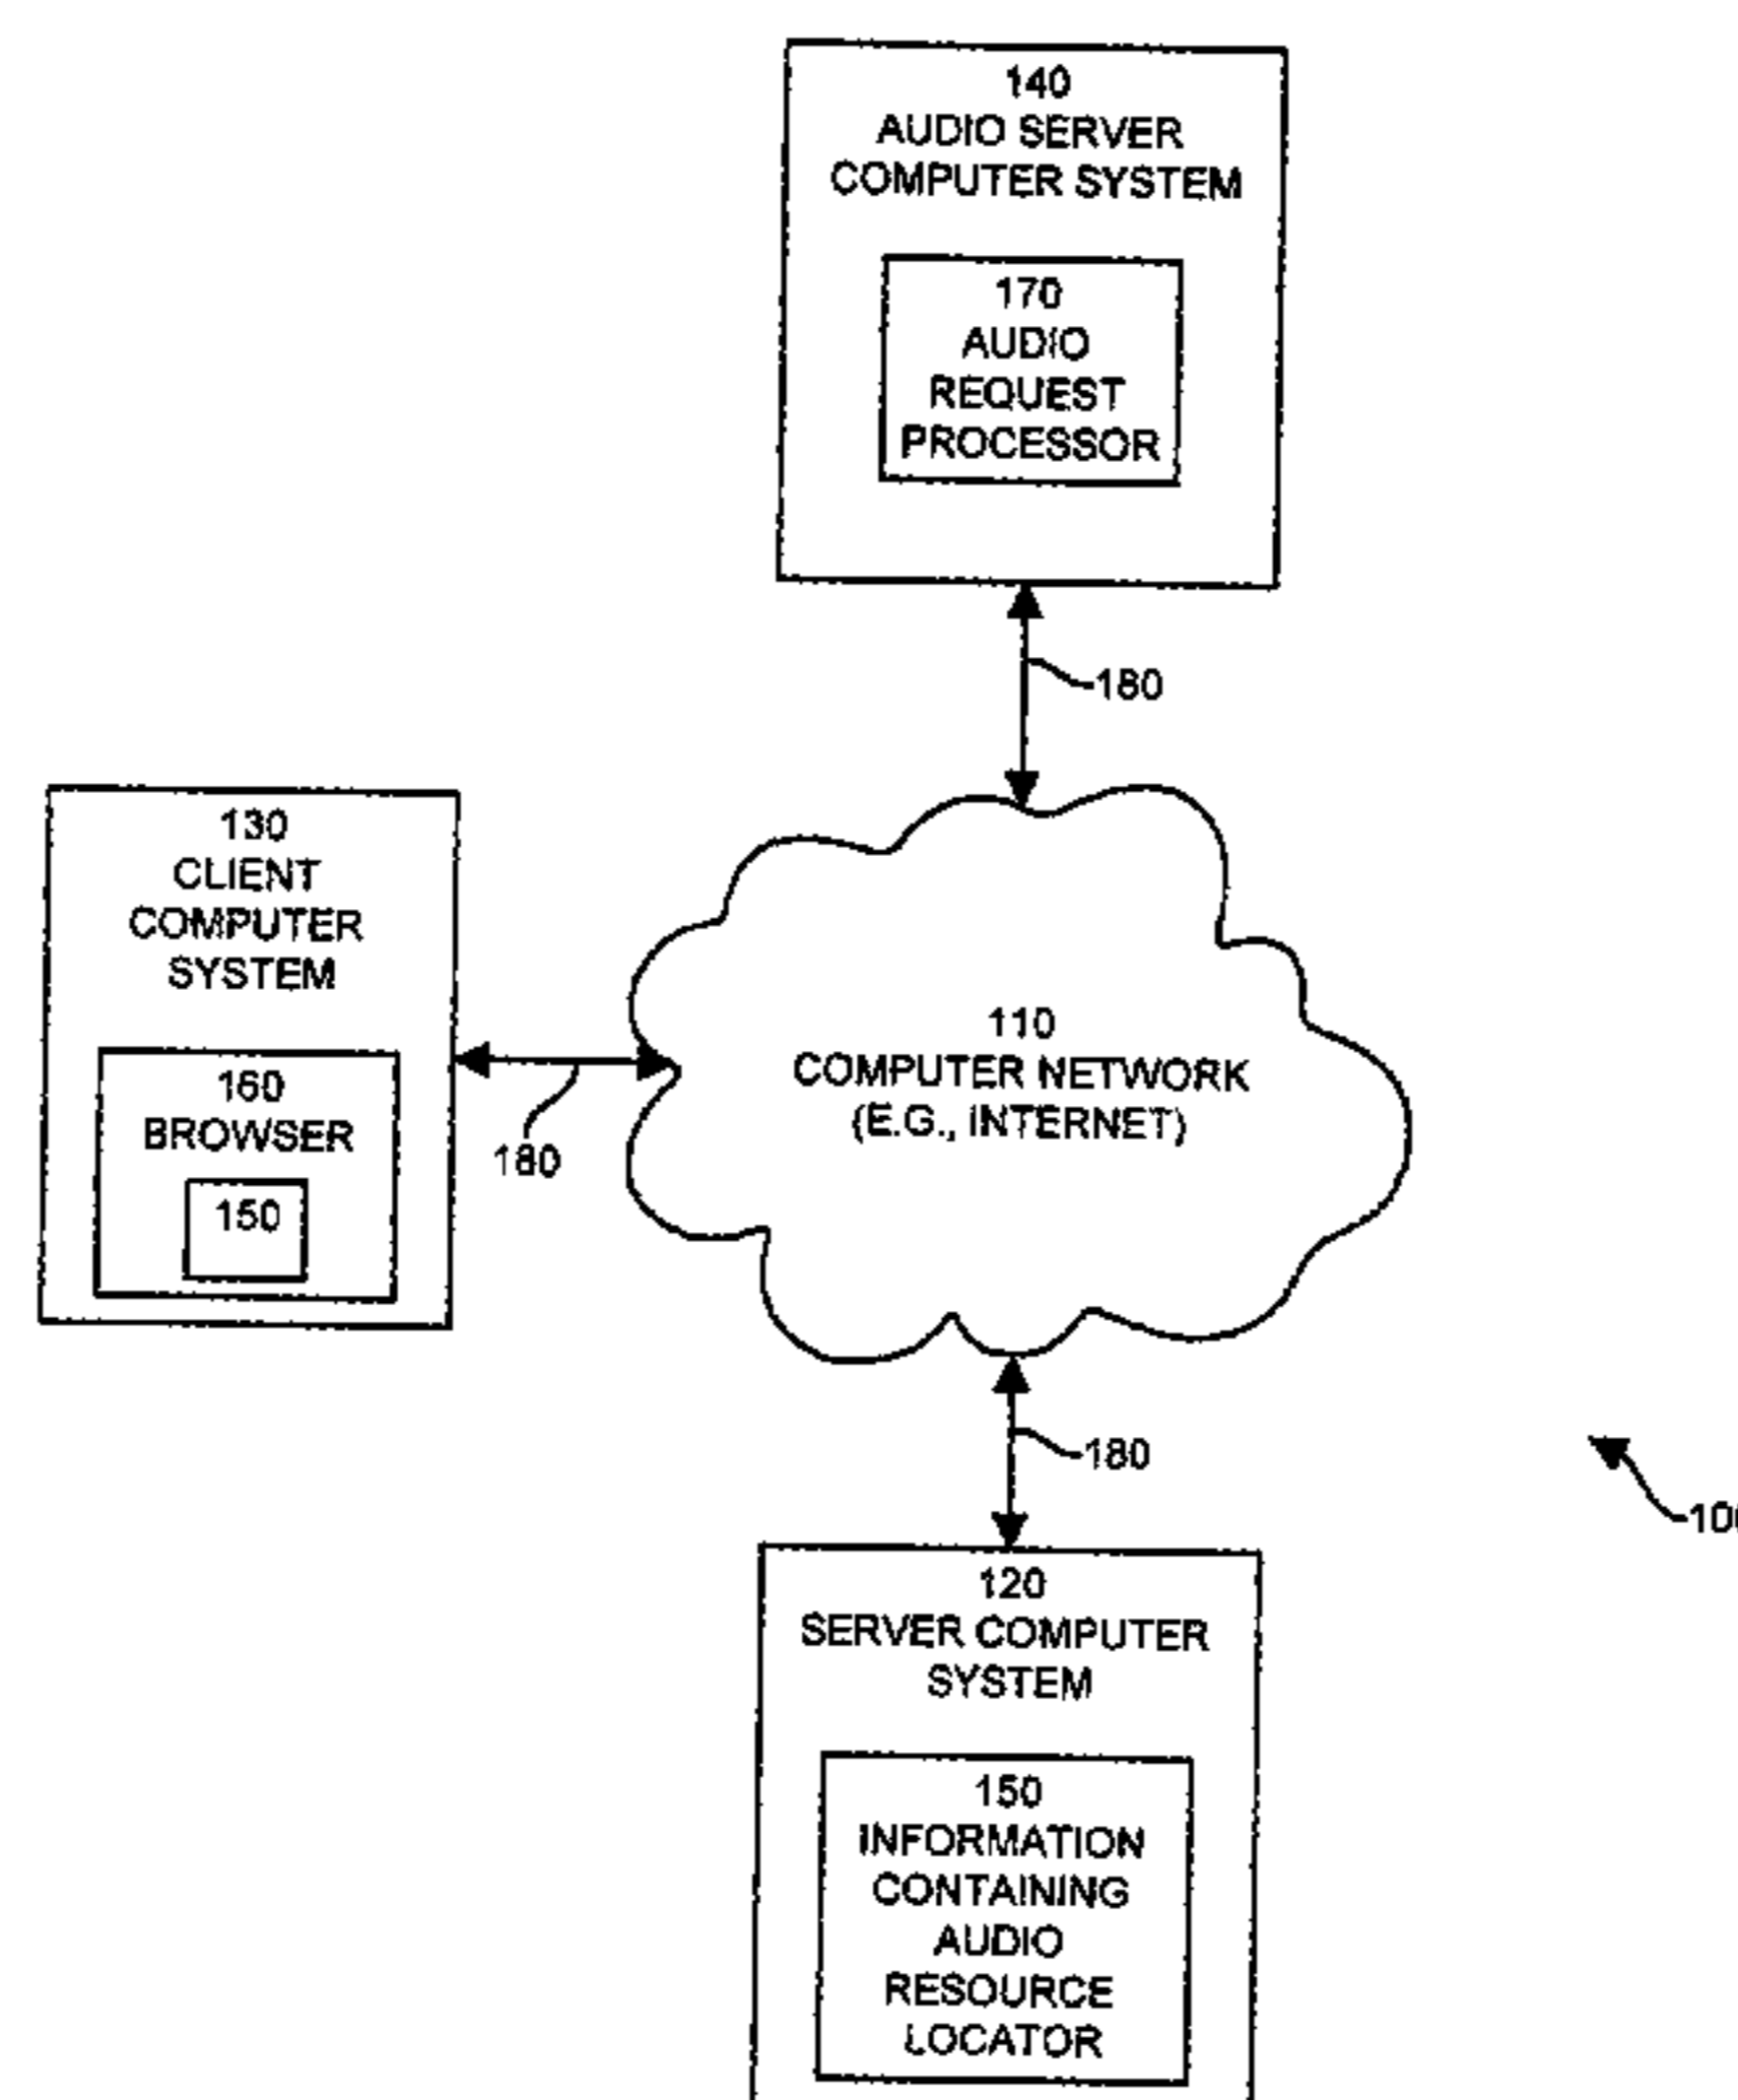 140
AUDIO SERVER
COMPUTER SYSTEM
170
AUDIO
REQUEST
PROCESSOR
180
130
CLIENT
COMPUTER
SYSTEM
160
BROWSER
150
180
110
COMPUTER NETWORK
(E.G., INTERNET)
180
120
SERVER COMPUTER
SYSTEM
150
INFORMATION
CONTAINING
AUDIO
RESOURCE
LOCATOR